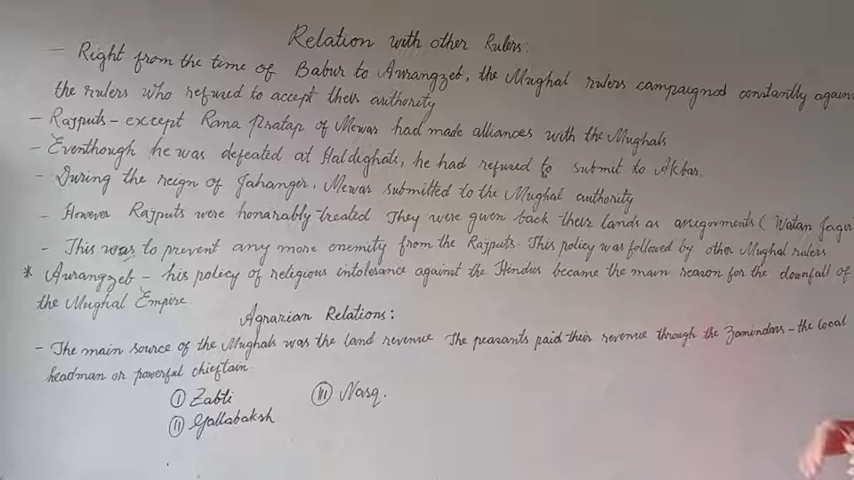 Relation with other Rulers:
- Right from the time of Babur to Aurangzeb, the Mughal rulers campaigned constantly again
the rulers who refused to accept their authority
- Rajputs - except Rana Pratap of Mewar had made alliances with the Mughals
- Eventhough he was defeated at Haldighati, he had refused to submit to Akbar.
- During the reign of Jahanger, Mewar submitted to the Mughal authority
- However Rajputs were honarably treated They were given back their lands as assignments (Watan Jagir
- This was to prevent any more enemity from the Rajputs. This policy was followed by other Mughal rulers
* Aurangzeb - his policy of religious intolerance against the Hindus became the main reason for the downfall of
the Mughal Empire
Agrarian Relations:
- The main source of the Mughals was the land revenue The peasants paid their revenue through the Zamindars - the local
headman or powerful chieftain.
(I) Zabti (III) Nasq.
(II) Gallabaksh